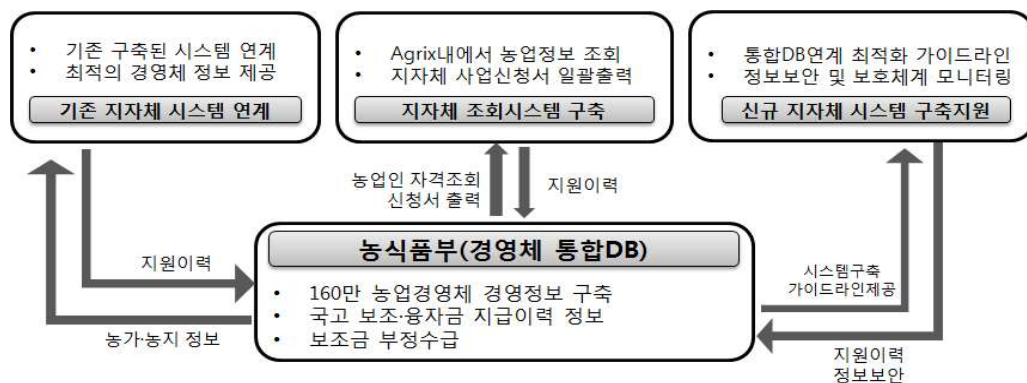 • 기존 구축된 시스템 연계
• 최적의 경영체 정보 제공
기존 지자체 시스템 연계
• Agrix내에서 농업정보 조회
• 지자체 사업신청서 일괄출력
지자체 조회시스템 구축
• 통합DB연계 최적화 가이드라인
• 정보보안 및 보호체계 모니터링
신규 지자체 시스템 구축지원
농업인 자격조회
신청서 출력
지원이력
지원이력
농가·농지 정보
농식품부(경영체 통합DB)
• 160만 농업경영체 경영정보 구축
• 국고 보조·융자금 지급이력 정보
• 보조금 부정수급
시스템구축
가이드라인제공
지원이력
정보보안